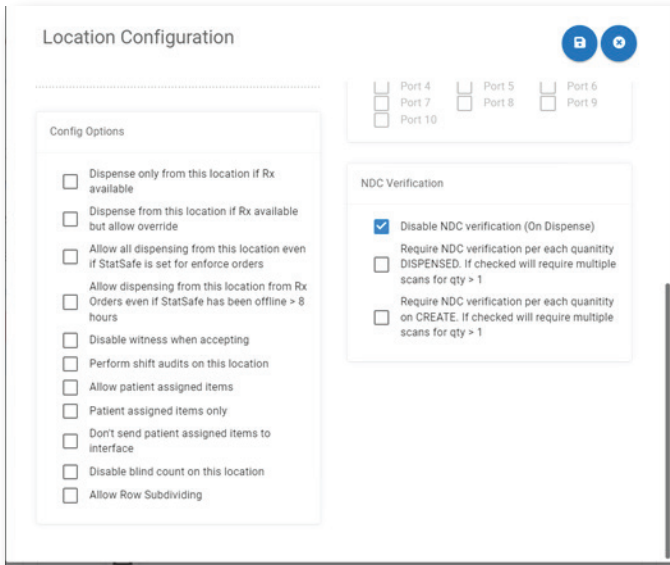 Location Configuration
Port 4 Port 5 Port 6
Port 7 Port 8 Port 9
Port 10
Config Options
Dispense only from this location if Rx
available
Dispense from this location if Rx available
but allow override
Allow all dispensing from this location even
if StatSafe is set for enforce orders
Allow dispensing from this location from Rx
Orders even if StatSafe has been offline > 8
hours
Disable witness when accepting
Perform shift audits on this location
Allow patient assigned items
Patient assigned items only
Don't send patient assigned items to
interface
Disable blind count on this location
Allow Row Subdividing
NDC Verification
Disable NDC verification (On Dispense)
Require NDC verification per each quanitity
DISPENSED. If checked will require multiple
scans for qty > 1
Require NDC verification per each quanitity
on CREATE. If checked will require multiple
scans for qty > 1